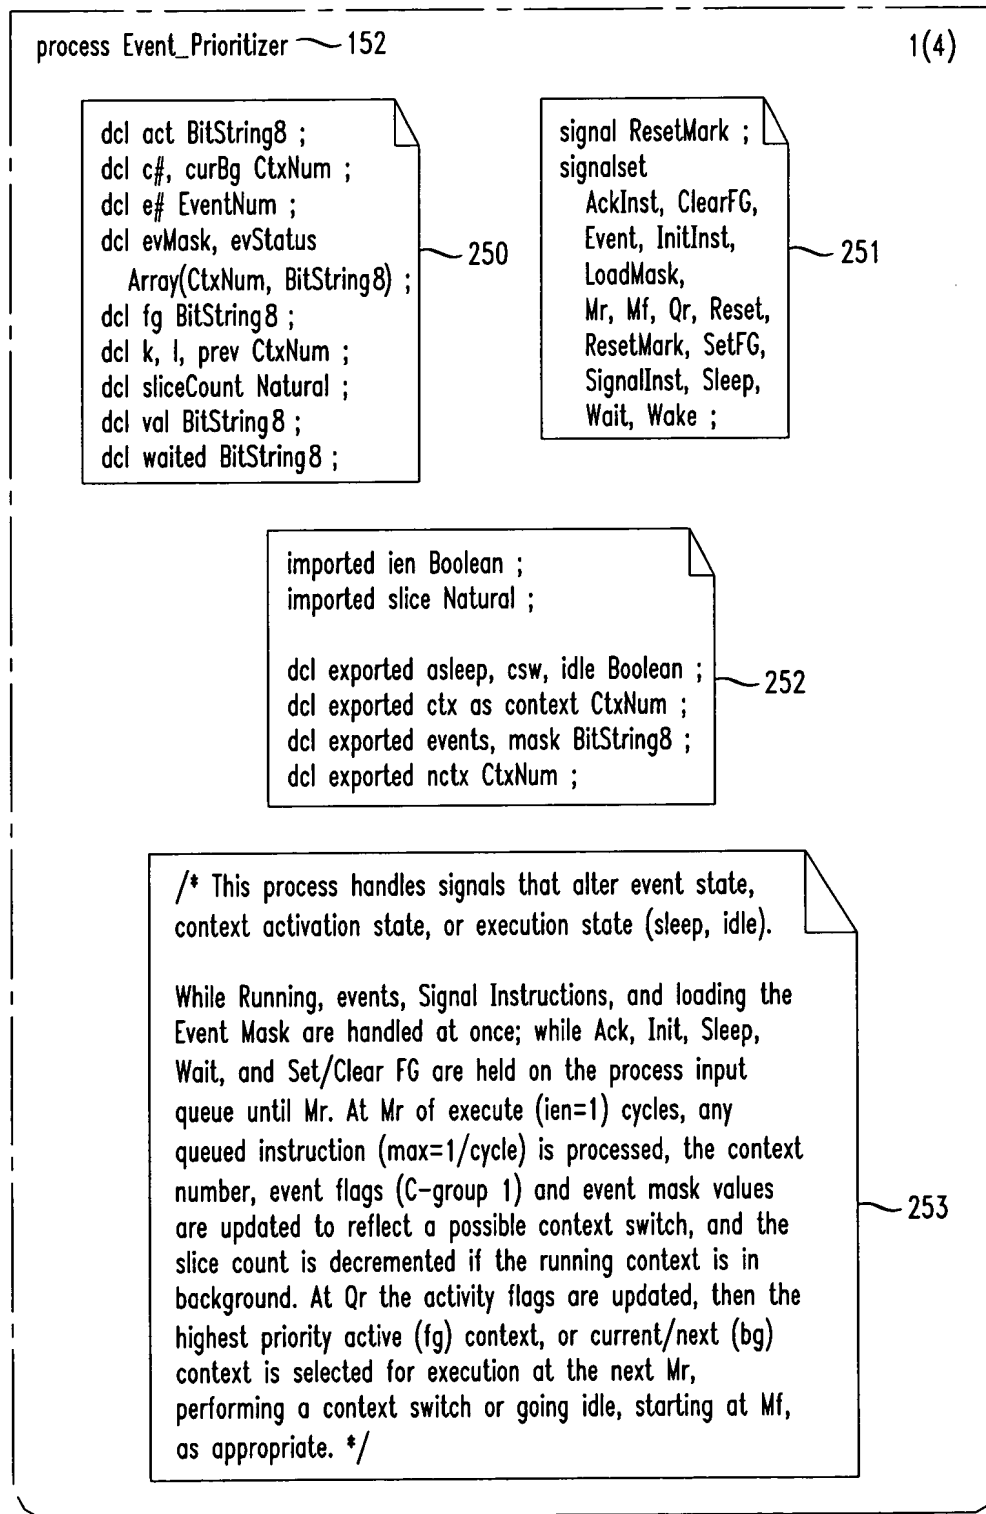 process Event_Prioritizer 152
1(4)
dcl act BitString8 ;
dcl c#, curBg CtxNum ;
dcl e# EventNum ;
dcl evMask, evStatus
Array(CtxNum, BitString8) ;
dcl fg BitString8 ;
dcl k, l, prev CtxNum ;
dcl sliceCount Natural ;
dcl val BitString8 ;
dcl waited BitString8 ;
250
signal ResetMark ;
signalset
AckInst, ClearFG,
Event, InitInst,
LoadMask,
Mr, Mf, Qr, Reset,
ResetMark, SetFG,
SignalInst, Sleep,
Wait, Wake ;
251
imported ien Boolean ;
imported slice Natural ;
dcl exported asleep, csw, idle Boolean ;
dcl exported ctx as context CtxNum ;
dcl exported events, mask BitString8 ;
dcl exported nctx CtxNum ;
252
/* This process handles signals that alter event state,
context activation state, or execution state (sleep, idle).
While Running, events, Signal Instructions, and loading the
Event Mask are handled at once; while Ack, Init, Sleep,
Wait, and Set/Clear FG are held on the process input
queue until Mr. At Mr of execute (ien=1) cycles, any
queued instruction (max=1/cycle) is processed, the context
number, event flags (C-group 1) and event mask values
are updated to reflect a possible context switch, and the
slice count is decremented if the running context is in
background. At Qr the activity flags are updated, then the
highest priority active (fg) context, or current/next (bg)
context is selected for execution at the next Mr,
performing a context switch or going idle, starting at Mf,
as appropriate. */
253